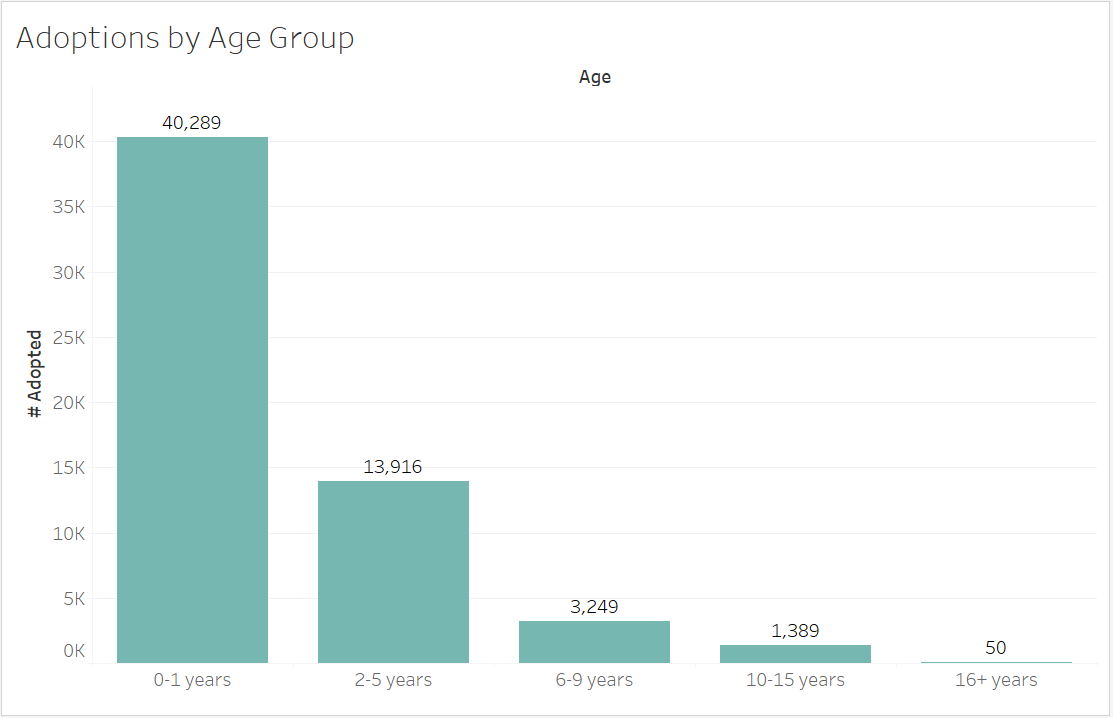 Adoptions by Age Group
Age
40,289
40K
35K
30K
25K
# Adopted
20K
13,916
15K
10K
3,249
5K
1,389
50
0K
0-1 years 2-5 years 6-9 years 10-15 years 16+ years